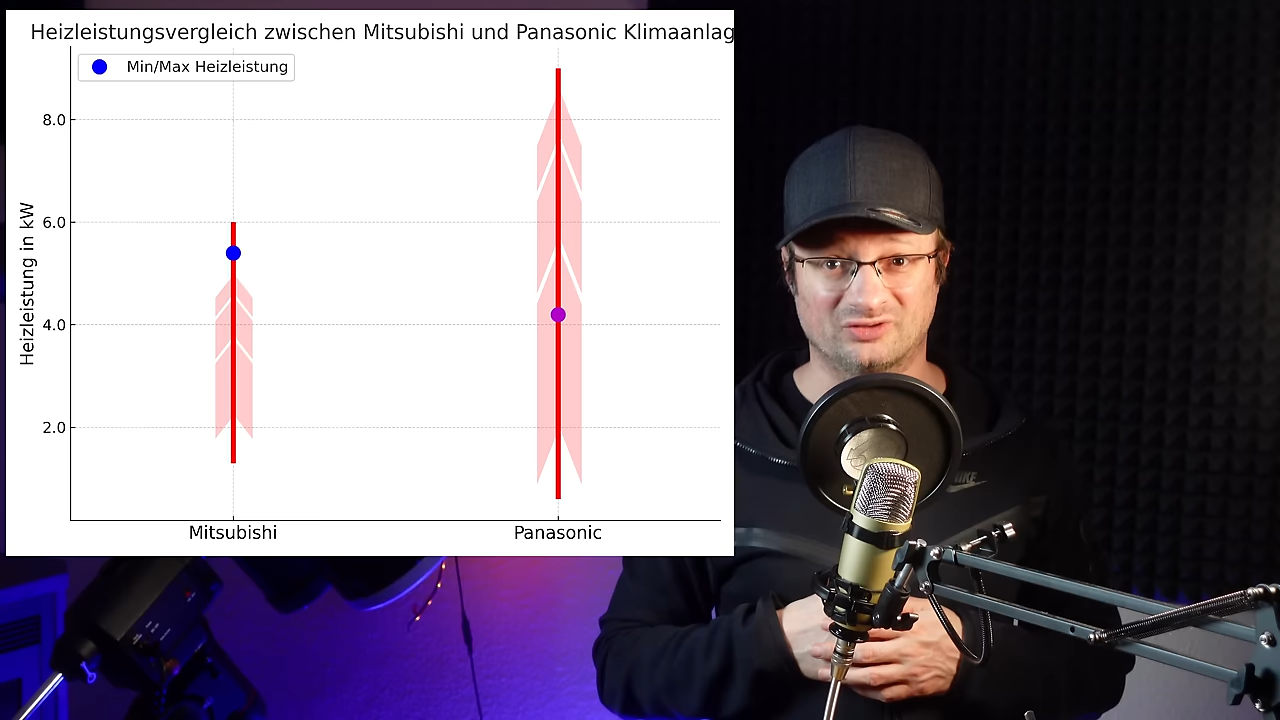 Heizleistungsvergleich zwischen Mitsubishi und Panasonic Klimaanlag
Min/Max Heizleistung
8.0
6.0
4.0
2.0
Heizleistung in kW
Mitsubishi
Panasonic
NIKE